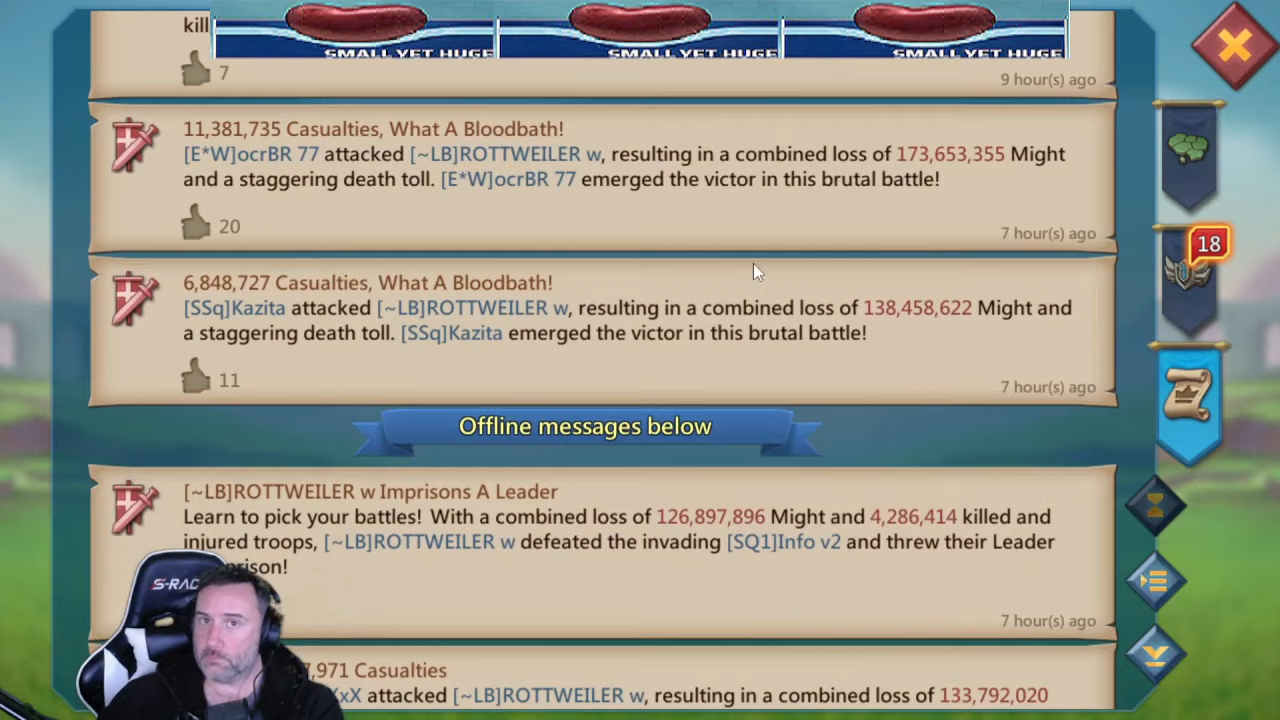 kill
SMALL YET HUGE SMALL YET HUGE SMALL YET HUGE
7
9 hour(s) ago
11,381,735 Casualties, What A Bloodbath!
[E*W]ocrBR 77 attacked [~LB]ROTTWEILER w, resulting in a combined loss of 173,653,355 Might
and a staggering death toll. [E*W]ocrBR 77 emerged the victor in this brutal battle!
20
7 hour(s) ago
18
6,848,727 Casualties, What A Bloodbath!
[SSq]Kazita attacked [~LB]ROTTWEILER w, resulting in a combined loss of 138,458,622 Might and
a staggering death toll. [SSq]Kazita emerged the victor in this brutal battle!
11
7 hour(s) ago
Offline messages below
[~LB]ROTTWEILER w Imprisons A Leader
Learn to pick your battles! With a combined loss of 126,897,896 Might and 4,286,414 killed and
injured troops, [~LB]ROTTWEILER w defeated the invading [SQ1]Info v2 and threw their Leader
prison!
7 hour(s) ago
S-RAC
7,971 Casualties
xX attacked [~LB]ROTTWEILER w, resulting in a combined loss of 133,792,020